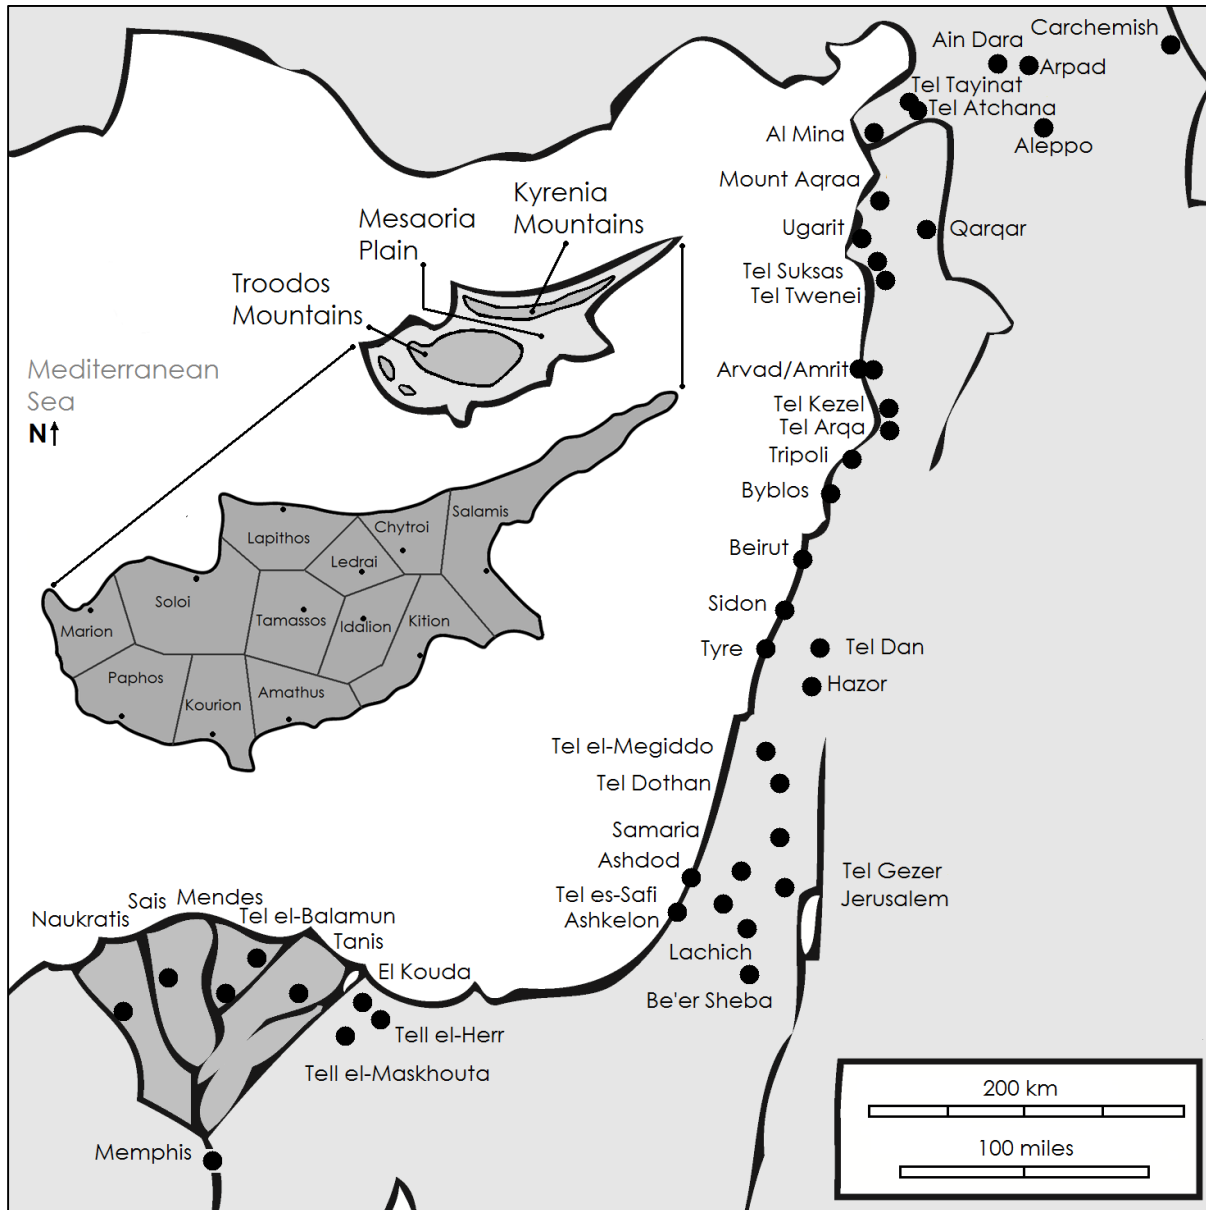 Carchemish
Ain Dara
Arpad
Tel Tayinat
Tel Atchana
Al Mina
Aleppo
Mount Aqraa
Kyrenia
Mountains
Mesaoria
Plain
Ugarit
Qarqar
Troodos
Mountains
Tel Suksas
Tel Twenei
Mediterranean
Sea
N
Arvad/Amrit
Tel Kezel
Tel Arqa
Tripoli
Byblos
Salamis
Chytroi
Lapithos
Ledrai
Beirut
Soloi
Sidon
Marion
Tamassos
Idalion
Kition
Tyre
Tel Dan
Paphos
Hazor
Amathus
Kourion
Tel el-Megiddo
Tel Dothan
Samaria
Ashdod
Tel Gezer
Jerusalem
Tel es-Safi
Ashkelon
Sais
Mendes
Naukratis
Tel el-Balamun
Tanis
Lachich
El Kouda
Be'er Sheba
Tell el-Herr
Tell el-Maskhouta
200 km
100 miles
Memphis